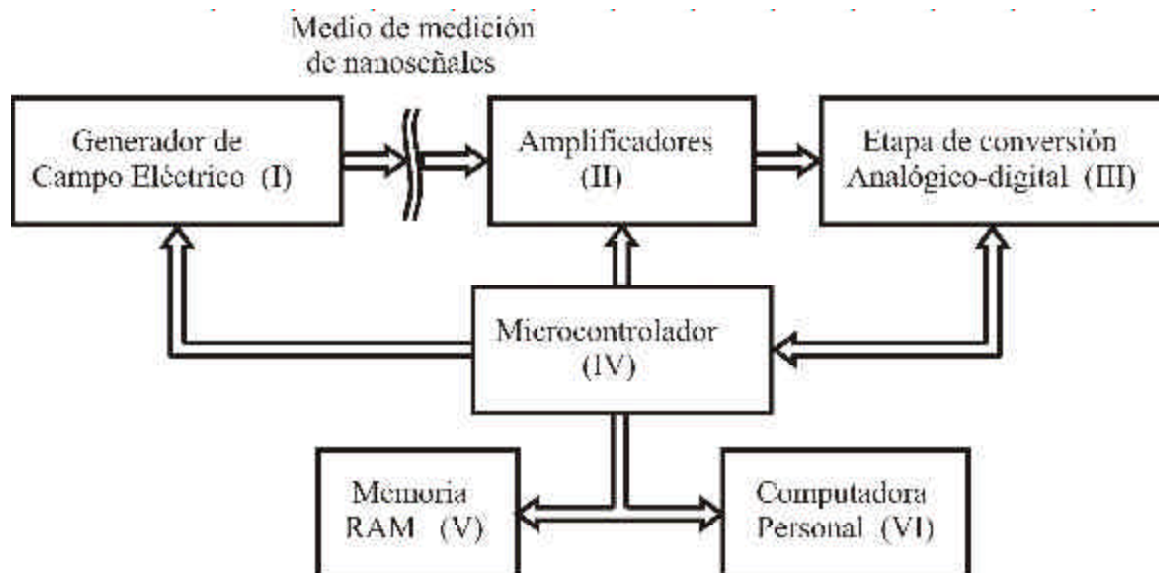 Medio de medición
de nanoseñales
Generador de
Campo Eléctrico (I)
Amplificadores
(II)
Etapa de conversión
Analógico-digital (III)
Microcontrolador
(IV)
Memoria
RAM (V)
Computadora
Personal (VI)